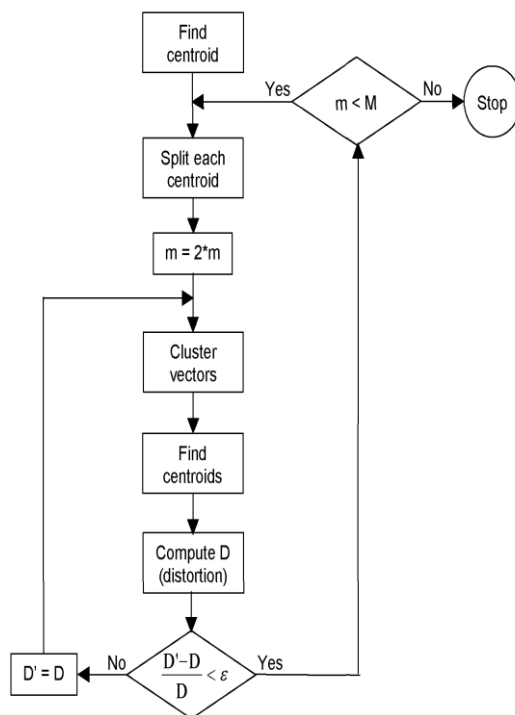 Find
centroid
Yes
m < M
No
Stop
Split each
centroid
m = 2*m
Cluster
vectors
Find
centroids
Compute D
(distortion)
D' = D
No
D'-D
D
< ε
Yes